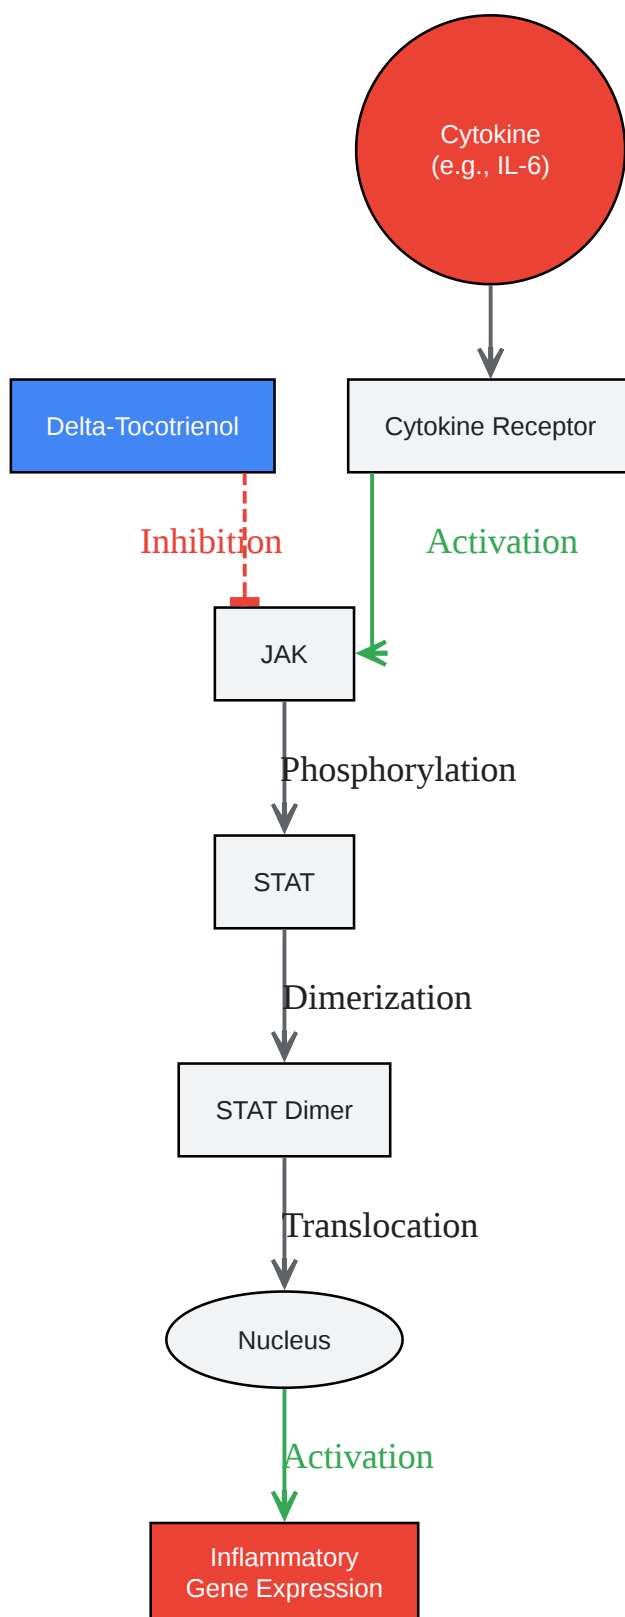 Cytokine
(e.g., IL-6)
Delta-Tocotrienol
Cytokine Receptor
Inhibition
Activation
JAK
Phosphorylation
STAT
Dimerization
STAT Dimer
Translocation
Nucleus
Activation
Inflammatory
Gene Expression